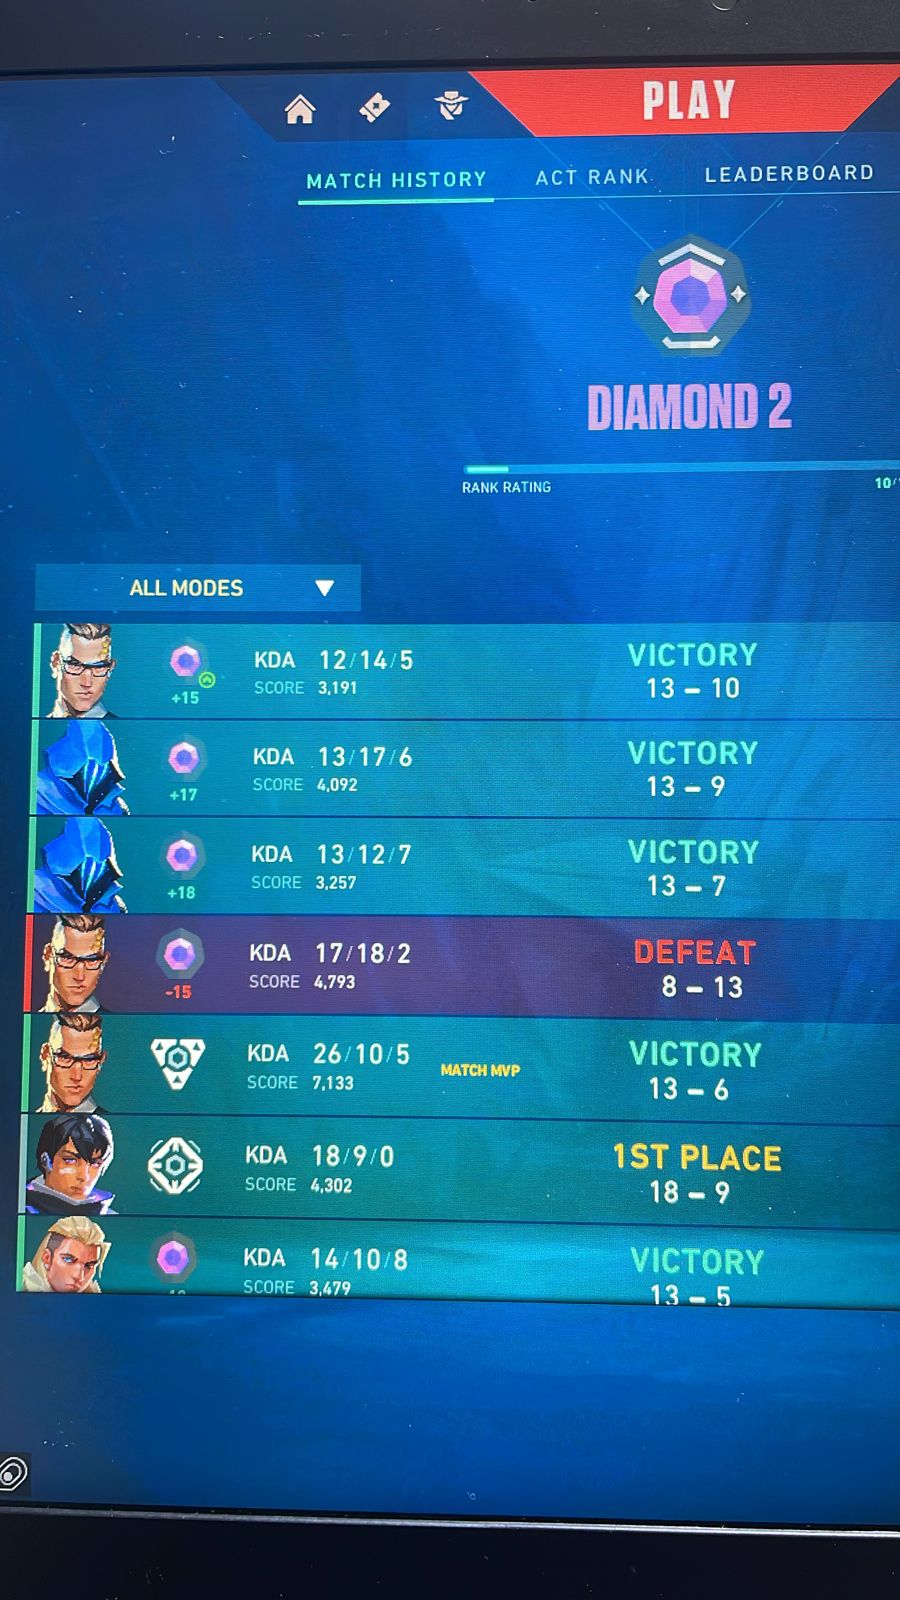 PLAY
MATCH HISTORY ACT RANK LEADERBOARD
DIAMOND 2
RANK RATING 10/
ALL MODES
+15 KDA 12/14/5 VICTORY
SCORE 3,191 13 – 10
+17 KDA 13/17/6 VICTORY
SCORE 4,092 13 – 9
+18 KDA 13/12/7 VICTORY
SCORE 3,257 13 – 7
-15 KDA 17/18/2 DEFEAT
SCORE 4,793 8 – 13
KDA 26/10/5 MATCH MVP VICTORY
SCORE 7,133 13 – 6
KDA 18/9/0 1ST PLACE
SCORE 4,302 18 – 9
KDA 14/10/8 VICTORY
SCORE 3,479 13 – 5